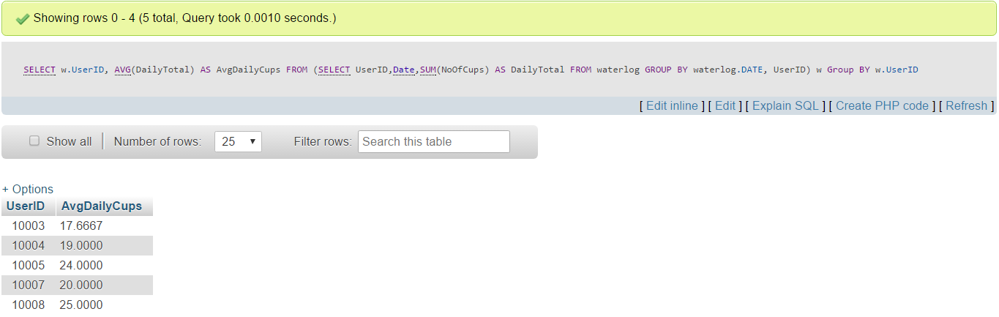 Showing rows 0 - 4 (5 total, Query took 0.0010 seconds.)
SELECT w.UserID, AVG(DailyTotal) AS AvgDailyCups FROM (SELECT UserID,Date,SUM(NoOfCups) AS DailyTotal FROM waterlog GROUP BY waterlog.DATE, UserID) w Group BY w.UserID
[ Edit inline ] [ Edit ] [ Explain SQL ] [ Create PHP code ] [ Refresh ]
Show all Number of rows: 25 Filter rows: Search this table
+ Options
UserID AvgDailyCups
10003 17.6667
10004 19.0000
10005 24.0000
10007 20.0000
10008 25.0000